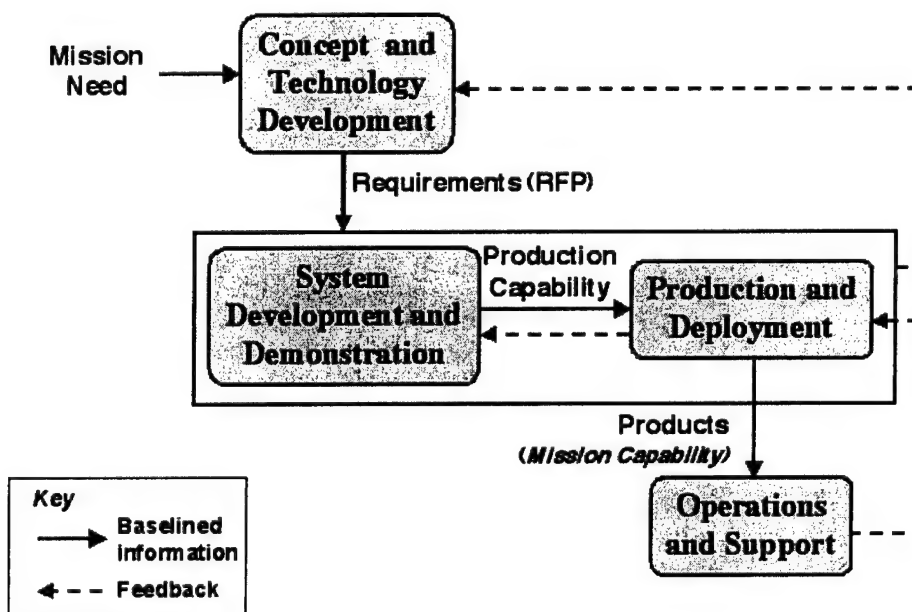 Mission
Need
Concept and
Technology
Development
Requirements (RFP)
System
Development and
Demonstration
Production
Capability
Production and
Deployment
Products
(Mission Capability)
Operations
and Support
Key
Baselined
information
Feedback